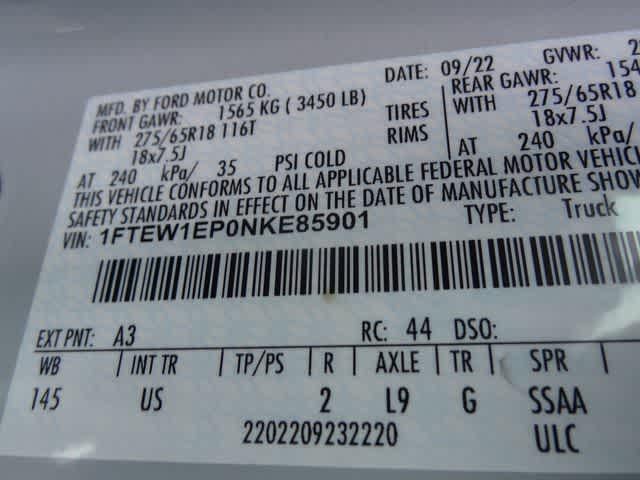 MFD. BY FORD MOTOR CO.
DATE: 09/22 GVWR:
FRONT GAWR: 1565 KG ( 3450 LB) REAR GAWR:
WITH 275/65R18 116T TIRES WITH 275/65R18
18x7.5J RIMS 18x7.5J
AT 240 kPa/ 35 PSI COLD AT 240 kPa/
THIS VEHICLE CONFORMS TO ALL APPLICABLE FEDERAL MOTOR
SAFETY STANDARDS IN EFFECT ON THE DATE OF MANUFACTURE
VIN: 1FTEW1EP0NKE85901 TYPE: Truck
EXT PNT: A3 RC: 44 DSO:
WB INT TR TP/PS R AXLE TR SPR
145 US 2 L9 G SSAA
2202209232220 ULC